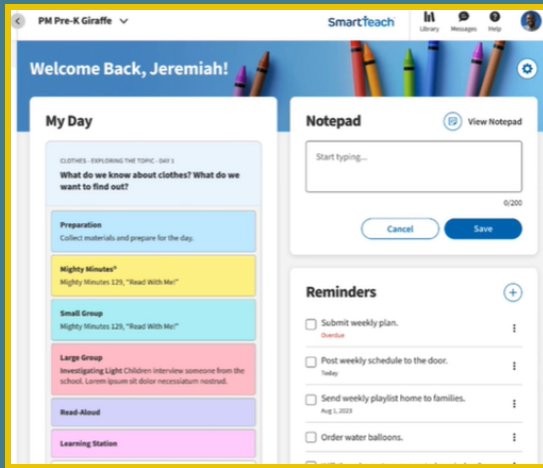 PM Pre-K Giraffe
SmartTeach
Library
Messages
Help
Welcome Back, Jeremiah!
My Day
CLOTHES - EXPLORING THE TOPIC - DAY 1
What do we know about clothes? What do we
want to find out?
Preparation
Collect materials and prepare for the day.
Mighty Minutes®
Mighty Minutes 129, "Read With Me!"
Small Group
Mighty Minutes 129, "Read With Me!"
Large Group
Investigating Light Children interview someone from the
school. Lorem ipsum sit dolor necessiatum nostrud.
Read-Aloud
Learning Station
Notepad
View Notepad
Start typing...
0/200
Cancel
Save
Reminders
Submit weekly plan.
Overdue
Post weekly schedule to the door.
Today
Send weekly playlist home to families.
Aug 1, 2023
Order water balloons.